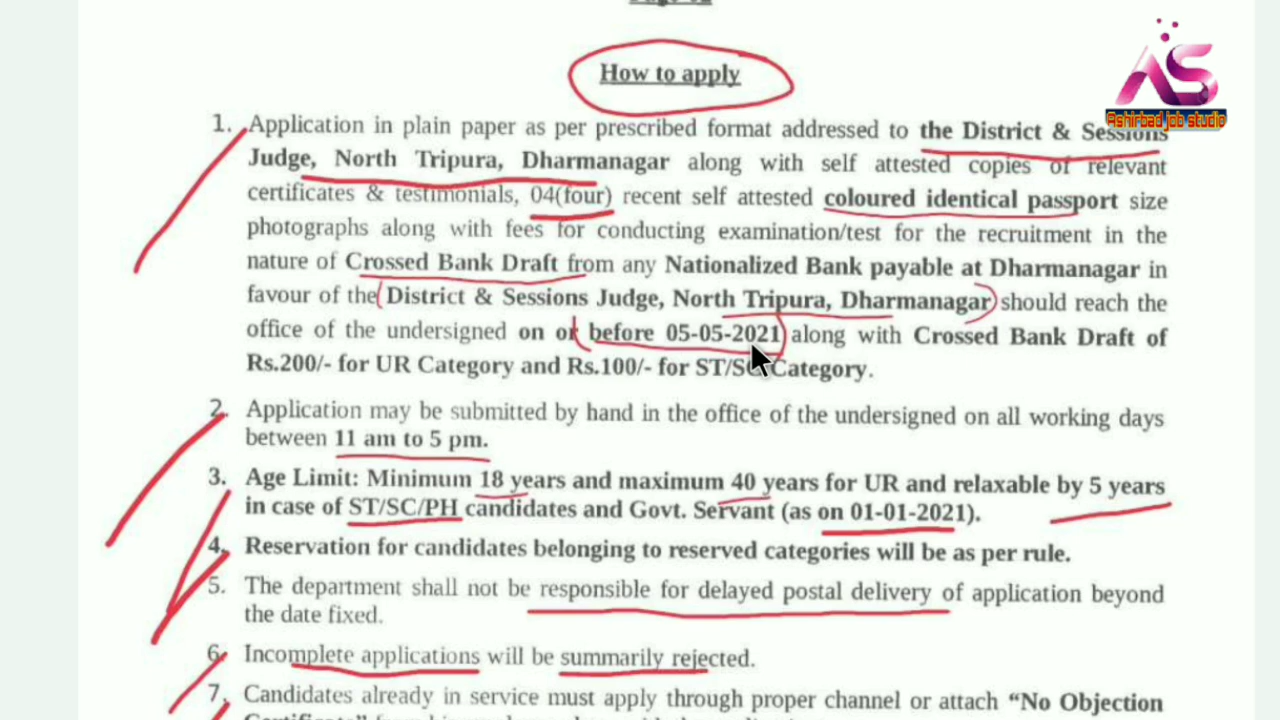 How to apply
AS
Ashirbad job studio
1. Application in plain paper as per prescribed format addressed to the District & Sessions
Judge, North Tripura, Dharmanagar along with self attested copies of relevant
certificates & testimonials, 04(four) recent self attested coloured identical passport size
photographs along with fees for conducting examination/test for the recruitment in the
nature of Crossed Bank Draft from any Nationalized Bank payable at Dharmanagar in
favour of the District & Sessions Judge, North Tripura, Dharmanagar should reach the
office of the undersigned on or before 05-05-2021 along with Crossed Bank Draft of
Rs.200/- for UR Category and Rs.100/- for ST/SC Category.
2. Application may be submitted by hand in the office of the undersigned on all working days
between 11 am to 5 pm.
3. Age Limit: Minimum 18 years and maximum 40 years for UR and relaxable by 5 years
in case of ST/SC/PH candidates and Govt. Servant (as on 01-01-2021).
4. Reservation for candidates belonging to reserved categories will be as per rule.
5. The department shall not be responsible for delayed postal delivery of application beyond
the date fixed.
6. Incomplete applications will be summarily rejected.
7. Candidates already in service must apply through proper channel or attach “No Objection